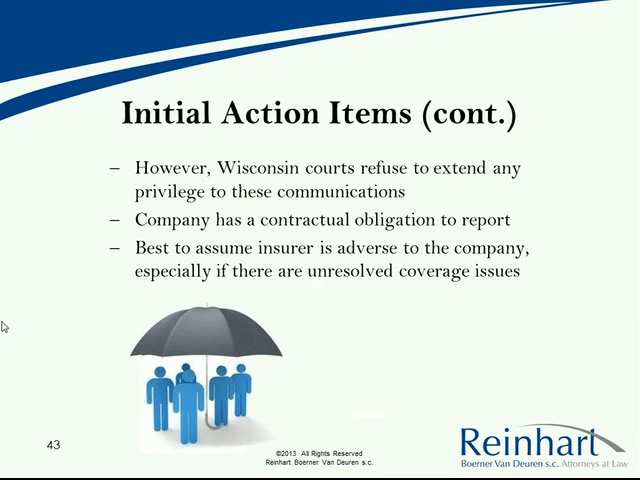 Initial Action Items (cont.)
– However, Wisconsin courts refuse to extend any
privilege to these communications
– Company has a contractual obligation to report
– Best to assume insurer is adverse to the company,
especially if there are unresolved coverage issues
43
©2013 All Rights Reserved
Reinhart Boerner Van Deuren s.c.
Reinhart
Boerner Van Deuren s.c. Attorneys at Law